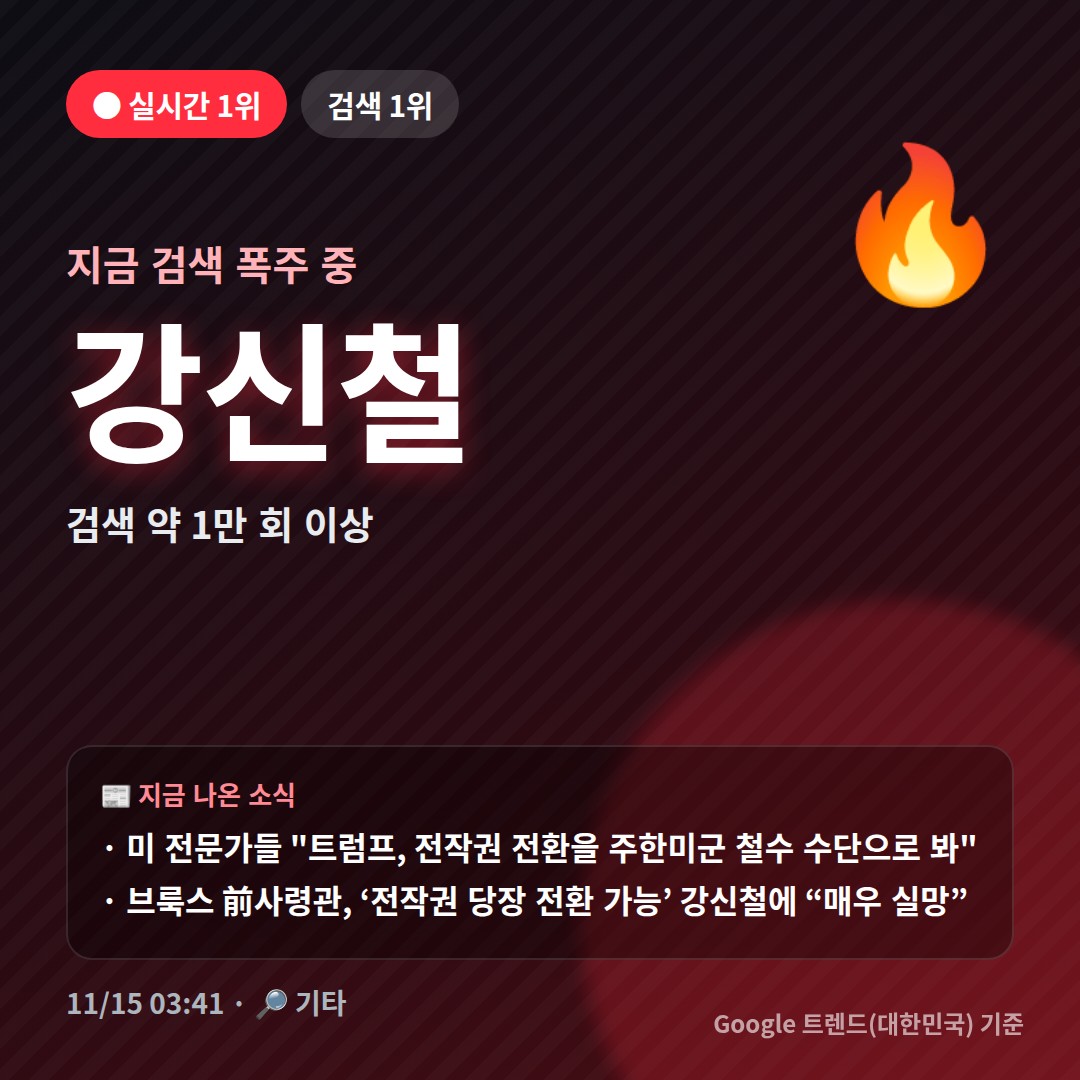 실시간 1위
검색 1위
지금 검색 폭주 중
강신철
검색 약 1만 회 이상
지금 나온 소식
· 미 전문가들 "트럼프, 전작권 전환을 주한미군 철수 수단으로 봐"
· 브룩스 前사령관, ‘전작권 당장 전환 가능’ 강신철에 “매우 실망”
11/15 03:41 · 🔎 기타
Google 트렌드(대한민국) 기준